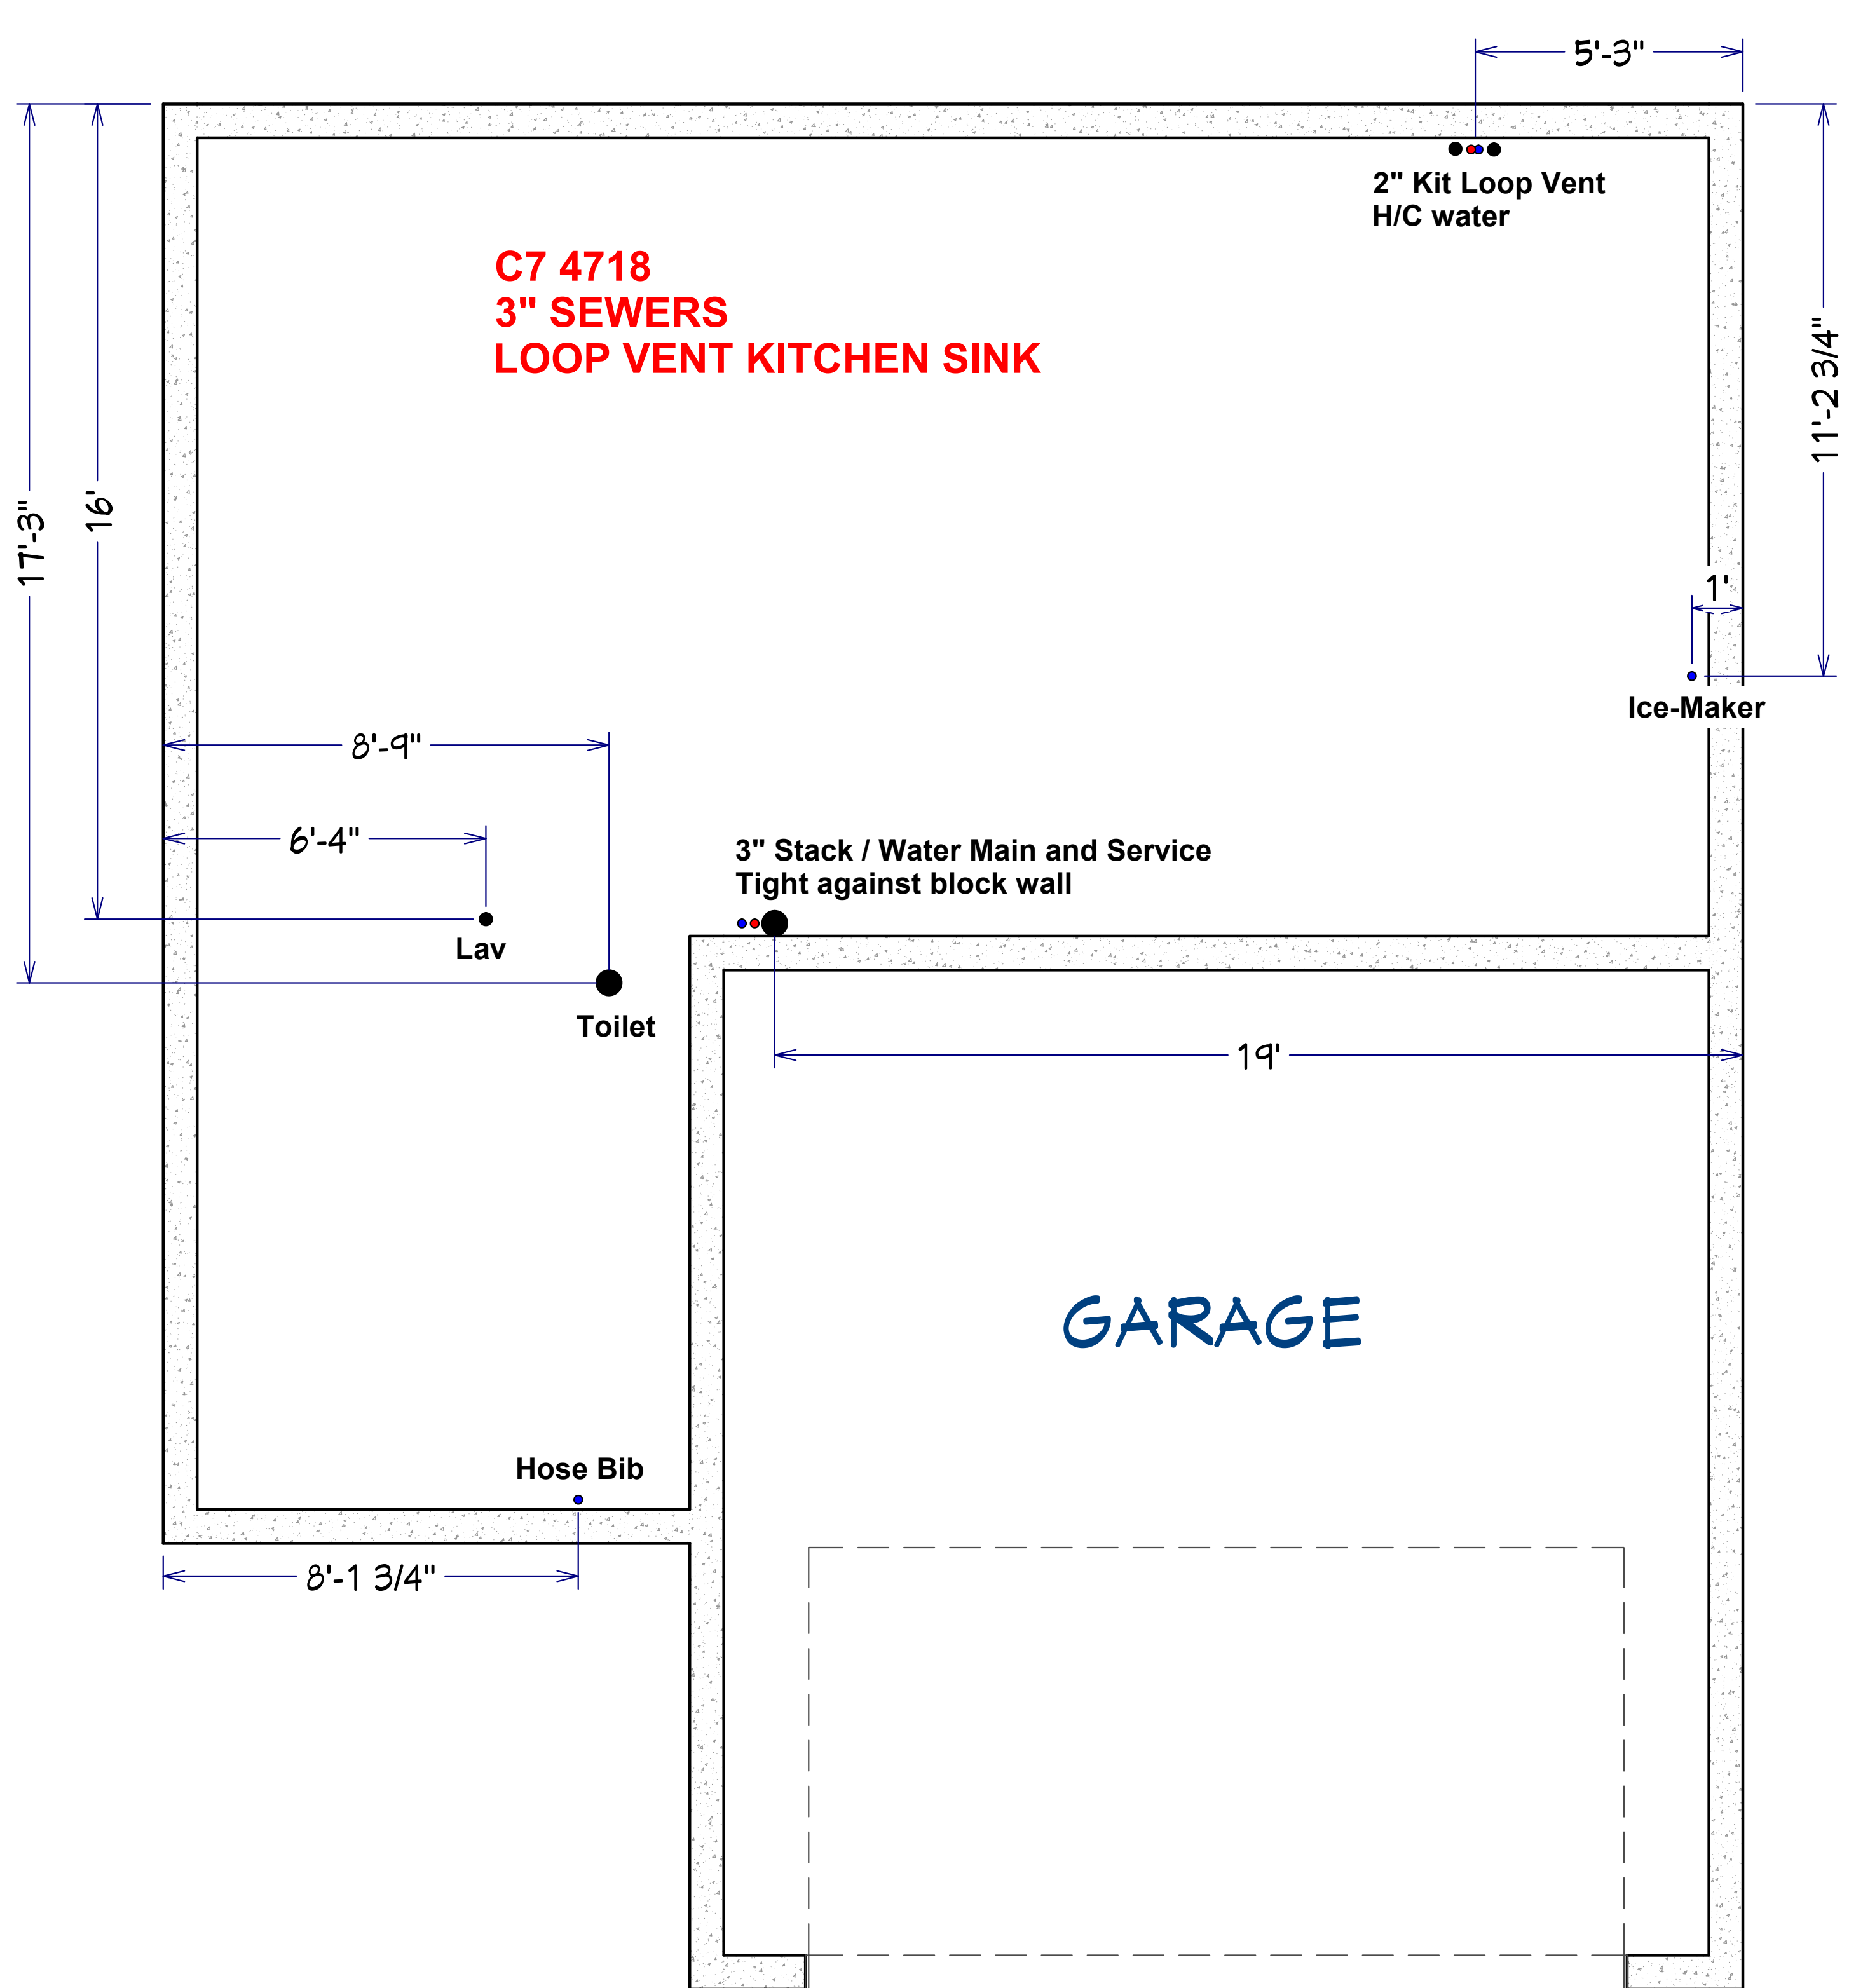 5'-3"
2" Kit Loop Vent
H/C water
C7 4718
3" SEWERS
LOOP VENT KITCHEN SINK
11'-2 3/4"
17'-3"
16'
1'
Ice-Maker
8'-9"
6'-4"
3" Stack / Water Main and Service
Tight against block wall
Lav
Toilet
19'
GARAGE
Hose Bib
8'-1 3/4"